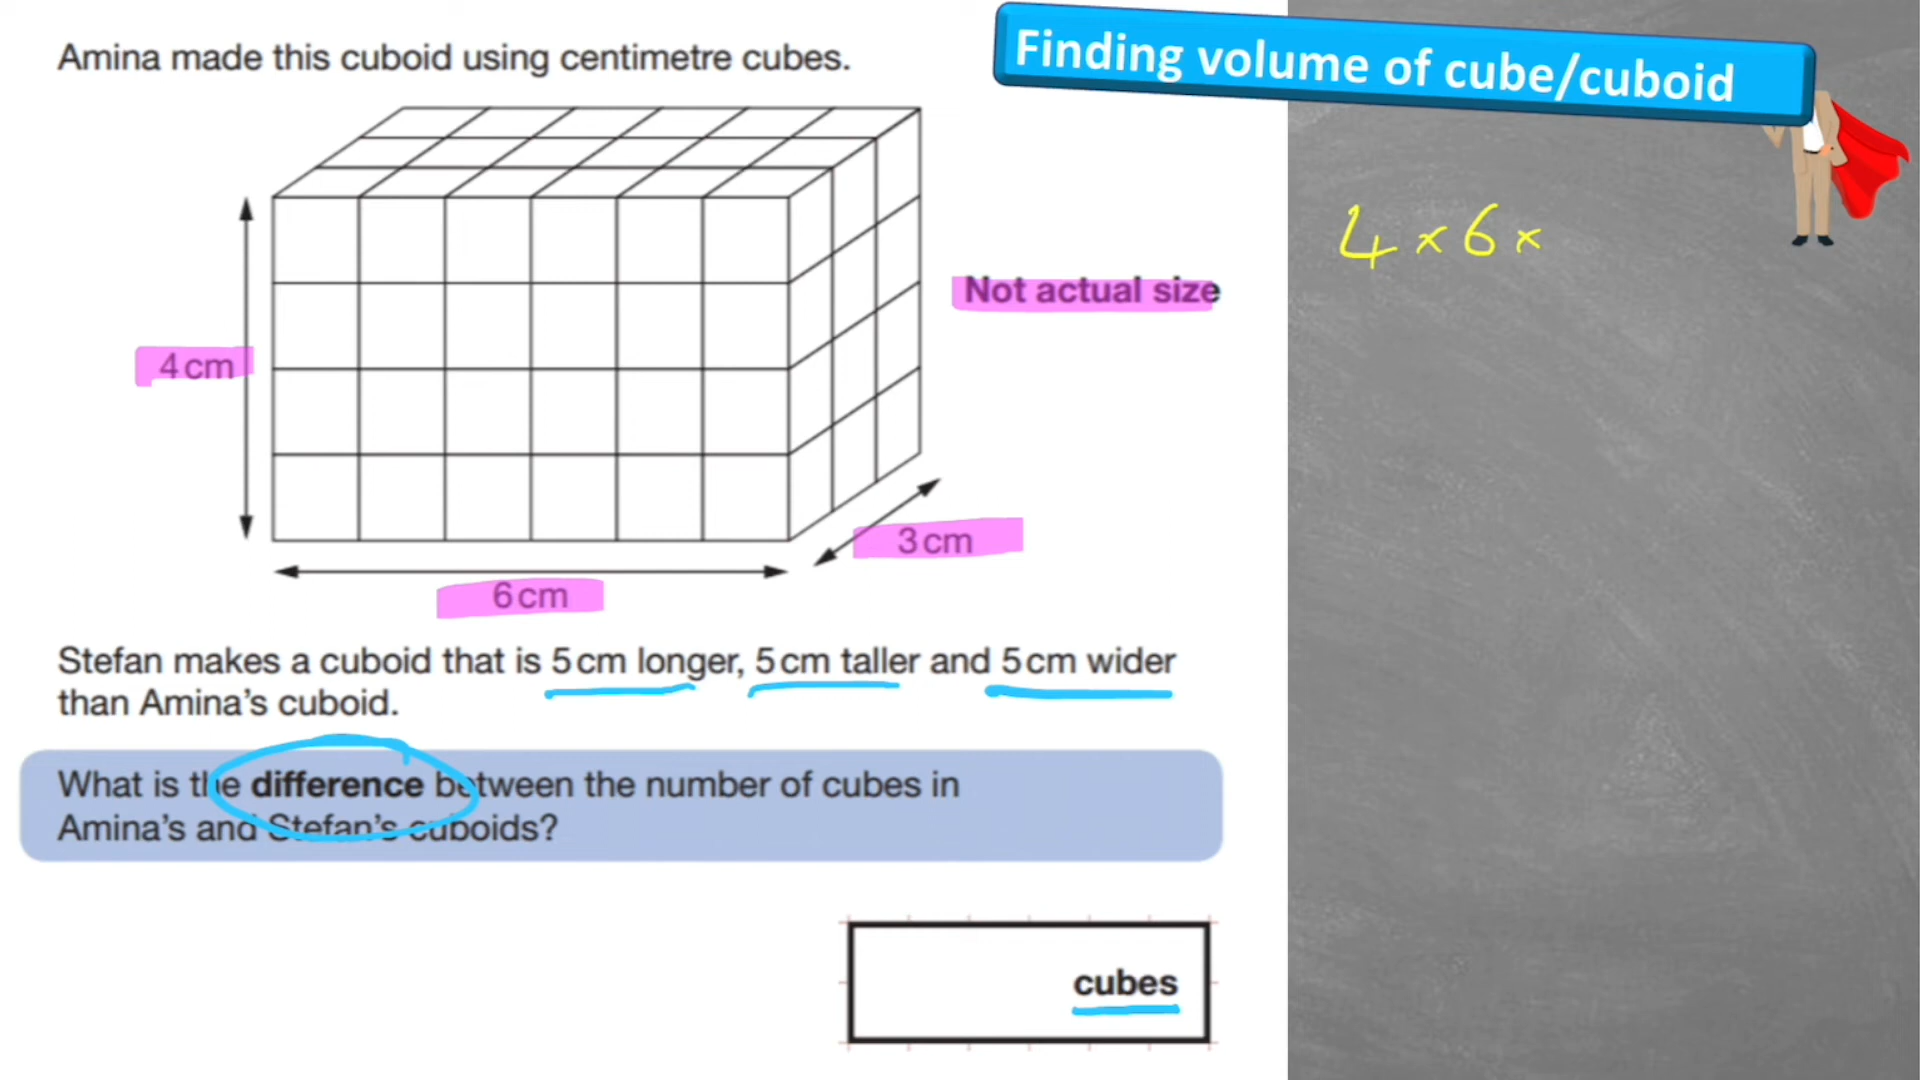 Amina made this cuboid using centimetre cubes.
Finding volume of cube/cuboid
4 × 6 ×
Not actual size
4 cm
3 cm
6 cm
Stefan makes a cuboid that is 5 cm longer, 5 cm taller and 5 cm wider
than Amina's cuboid.
What is the difference between the number of cubes in
Amina's and Stefan's cuboids?
cubes